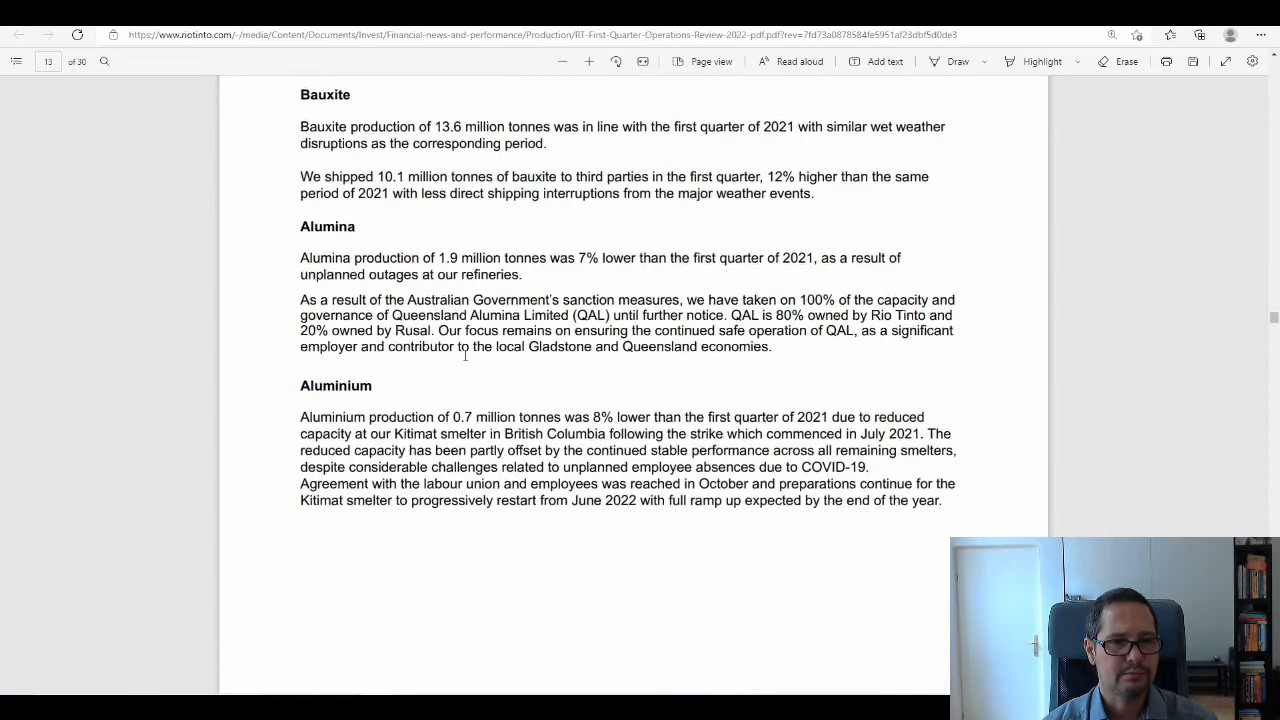 https://www.riotinto.com/-/media/Content/Documents/Invest/Financial-news-and-performance/Production/RT-First-Quarter-Operations-Review-2022-pdf.pdf?rev=7fd73a0878584fe5951af23dbf5d0de3
13 of 30 Page view Read aloud Add text Draw Highlight Erase
Bauxite
Bauxite production of 13.6 million tonnes was in line with the first quarter of 2021 with similar wet weather
disruptions as the corresponding period.
We shipped 10.1 million tonnes of bauxite to third parties in the first quarter, 12% higher than the same
period of 2021 with less direct shipping interruptions from the major weather events.
Alumina
Alumina production of 1.9 million tonnes was 7% lower than the first quarter of 2021, as a result of
unplanned outages at our refineries.
As a result of the Australian Government's sanction measures, we have taken on 100% of the capacity and
governance of Queensland Alumina Limited (QAL) until further notice. QAL is 80% owned by Rio Tinto and
20% owned by Rusal. Our focus remains on ensuring the continued safe operation of QAL, as a significant
employer and contributor to the local Gladstone and Queensland economies.
Aluminium
Aluminium production of 0.7 million tonnes was 8% lower than the first quarter of 2021 due to reduced
capacity at our Kitimat smelter in British Columbia following the strike which commenced in July 2021. The
reduced capacity has been partly offset by the continued stable performance across all remaining smelters,
despite considerable challenges related to unplanned employee absences due to COVID-19.
Agreement with the labour union and employees was reached in October and preparations continue for the
Kitimat smelter to progressively restart from June 2022 with full ramp up expected by the end of the year.